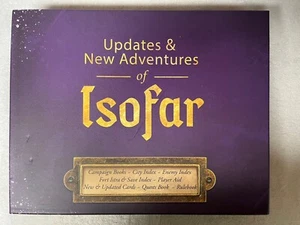 Updates &
New Adventures
of
Isofar
Campaign Books - City Index - Enemy Index
Fort Intro & Save Index - Player Aid
New & Updated Cards - Quests Book - Rulebook